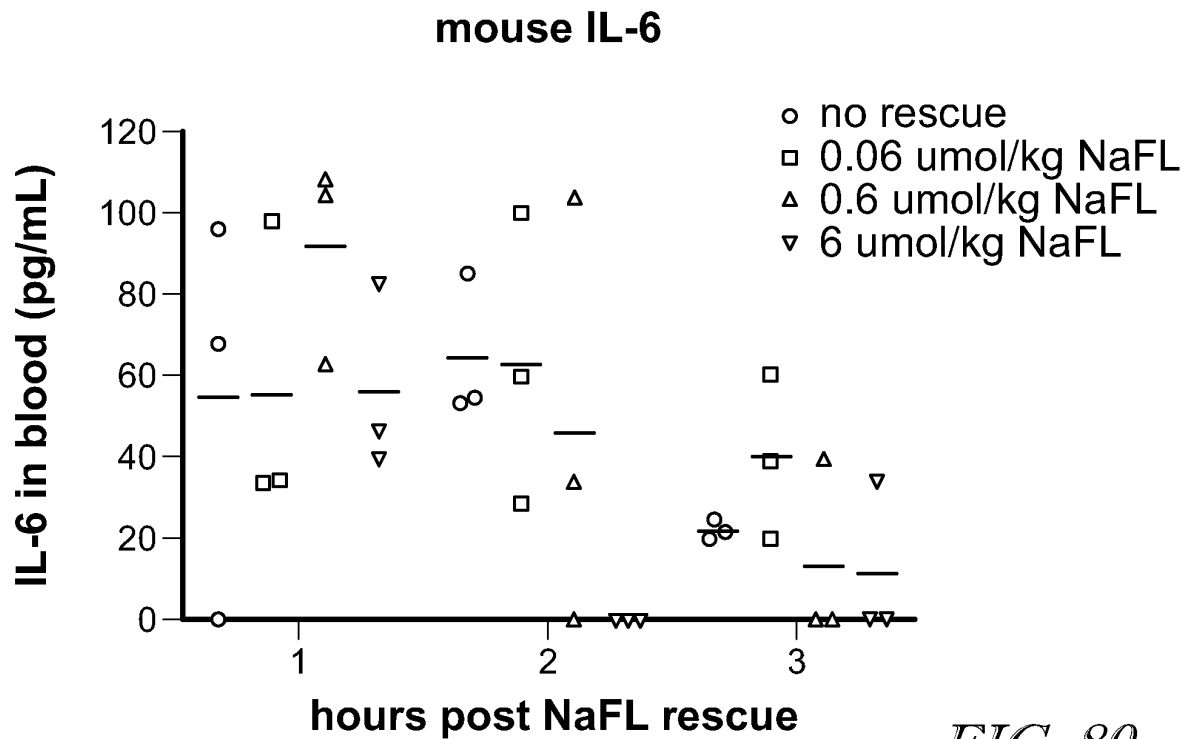 mouse IL-6
no rescue
0.06 umol/kg NaFL
0.6 umol/kg NaFL
6 umol/kg NaFL
IL-6 in blood (pg/mL)
120
100
80
60
40
20
0
1 2 3
hours post NaFL rescue
FIG. 80